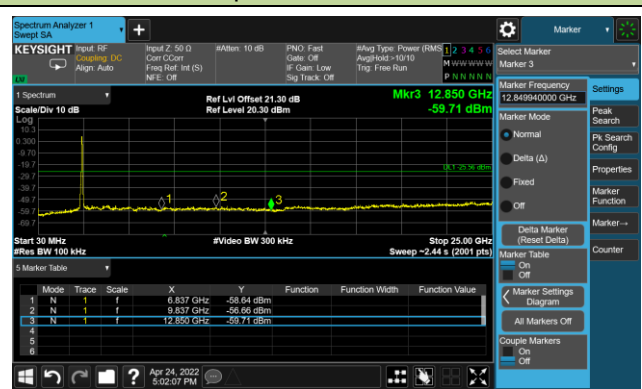 Spectrum Analyzer 1
Swept SA
Marker
KEYSIGHT
Input: RF
Coupling: DC
Align: Auto
Input Z: 50 Ω
Corr CCorr
Freq Ref: Int (S)
NFE: Off
#Atten: 10 dB
PNO: Fast
Gate: Off
IF Gain: Low
Sig Track: Off
#Avg Type: Power (RMS
Avg|Hold:>10/10
Trig: Free Run
1 2 3 4 5 6
M W W W W W
P N N N N N
LVI
Select Marker
Marker 3
1 Spectrum
Scale/Div 10 dB
Log
Ref Lvl Offset 21.30 dB
Ref Level 20.30 dBm
Mkr3 12.850 GHz
-59.71 dBm
10.3
0.300
-9.70
-19.7
-29.7
-39.7
-49.7
-59.7
-69.7
DL1 -25.56 dBm
1
2
3
Start 30 MHz
#Res BW 100 kHz
#Video BW 300 kHz
Stop 25.00 GHz
Sweep ~2.44 s (2001 pts)
5 Marker Table
Mode Trace Scale X Y Function Function Width Function Value
1 N 1 f 6.837 GHz -58.64 dBm
2 N 1 f 9.837 GHz -56.66 dBm
3 N 1 f 12.850 GHz -59.71 dBm
4
5
6
Marker Frequency
12.849940000 GHz
Marker Mode
Normal
Delta (Δ)
Fixed
Off
Delta Marker
(Reset Delta)
Marker Table
On
Off
Marker Settings
Diagram
All Markers Off
Couple Markers
On
Off
Settings
Peak
Search
Pk Search
Config
Properties
Marker
Function
Marker→
Counter
?
Apr 24, 2022
5:02:07 PM